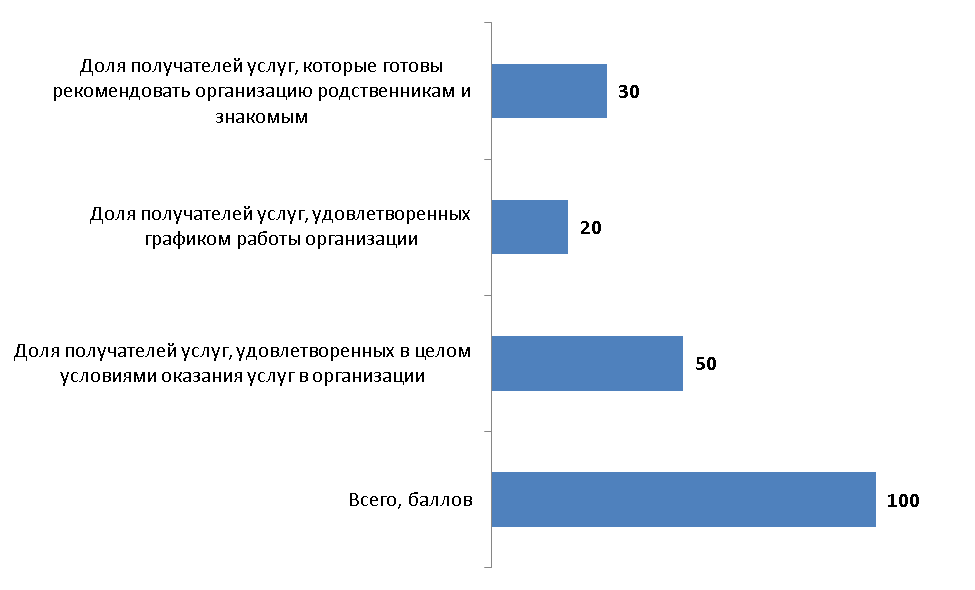 Доля получателей услуг, которые готовы
рекомендовать организацию родственникам и
знакомым
30
Доля получателей услуг, удовлетворенных
графиком работы организации
20
Доля получателей услуг, удовлетворенных в целом
условиями оказания услуг в организации
50
Всего, баллов
100